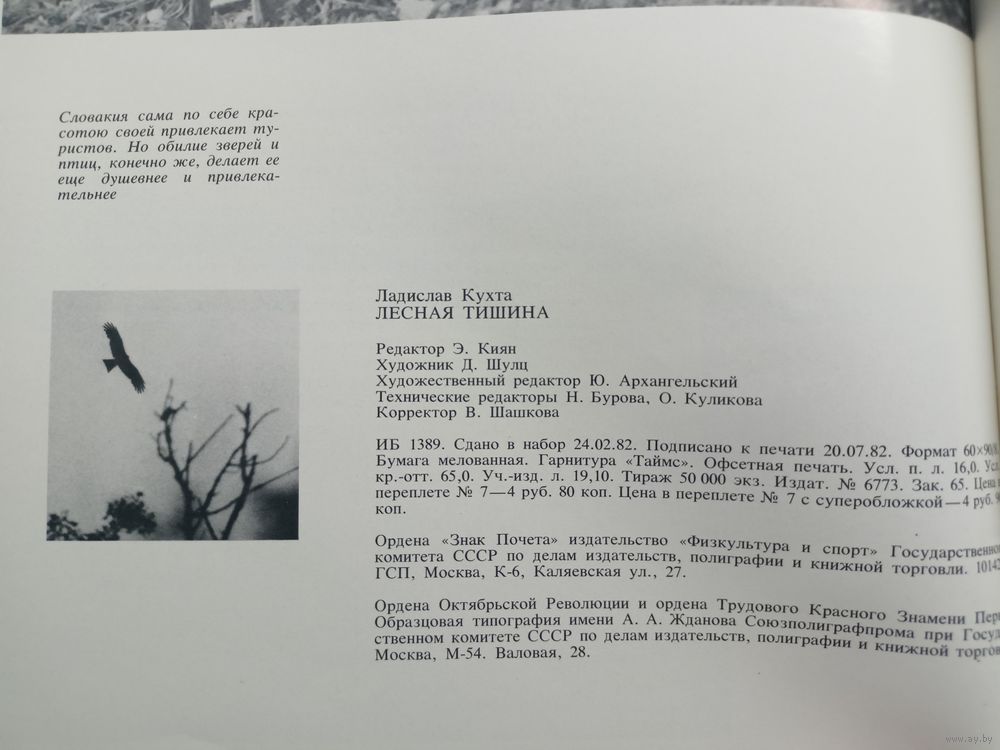 Словакия сама по себе кра-
сотою своей привлекает ту-
ристов. Но обилие зверей и
птиц, конечно же, делает ее
еще душевнее и привлека-
тельнее
Ладислав Кухта
ЛЕСНАЯ ТИШИНА
Редактор Э. Киян
Художник Д. Шулц
Художественный редактор Ю. Архангельский
Технические редакторы Н. Бурова, О. Куликова
Корректор В. Шашкова
ИБ 1389. Сдано в набор 24.02.82. Подписано к печати 20.07.82. Формат
Бумага мелованная. Гарнитура «Таймс». Офсетная печать. Усл. п. л. 16,0.
кр.-отт. 65,0. Уч.-изд. л. 19,10. Тираж 50 000 экз. Издат. № 6773. Зак. 65. Цена
переплете № 7—4 руб. 80 коп. Цена в переплете № 7 с суперобложкой—4 руб.
коп.
Ордена «Знак Почета» издательство «Физкультура и спорт» Государственного
комитета СССР по делам издательств, полиграфии и книжной торговли.
ГСП, Москва, К-6, Каляевская ул., 27.
Ордена Октябрьской Революции и ордена Трудового Красного Знамени
Образцовая типография имени А. А. Жданова Союзполиграфпрома при
ственном комитете СССР по делам издательств, полиграфии и книжной
Москва, М-54. Валовая, 28.
www.ay.by